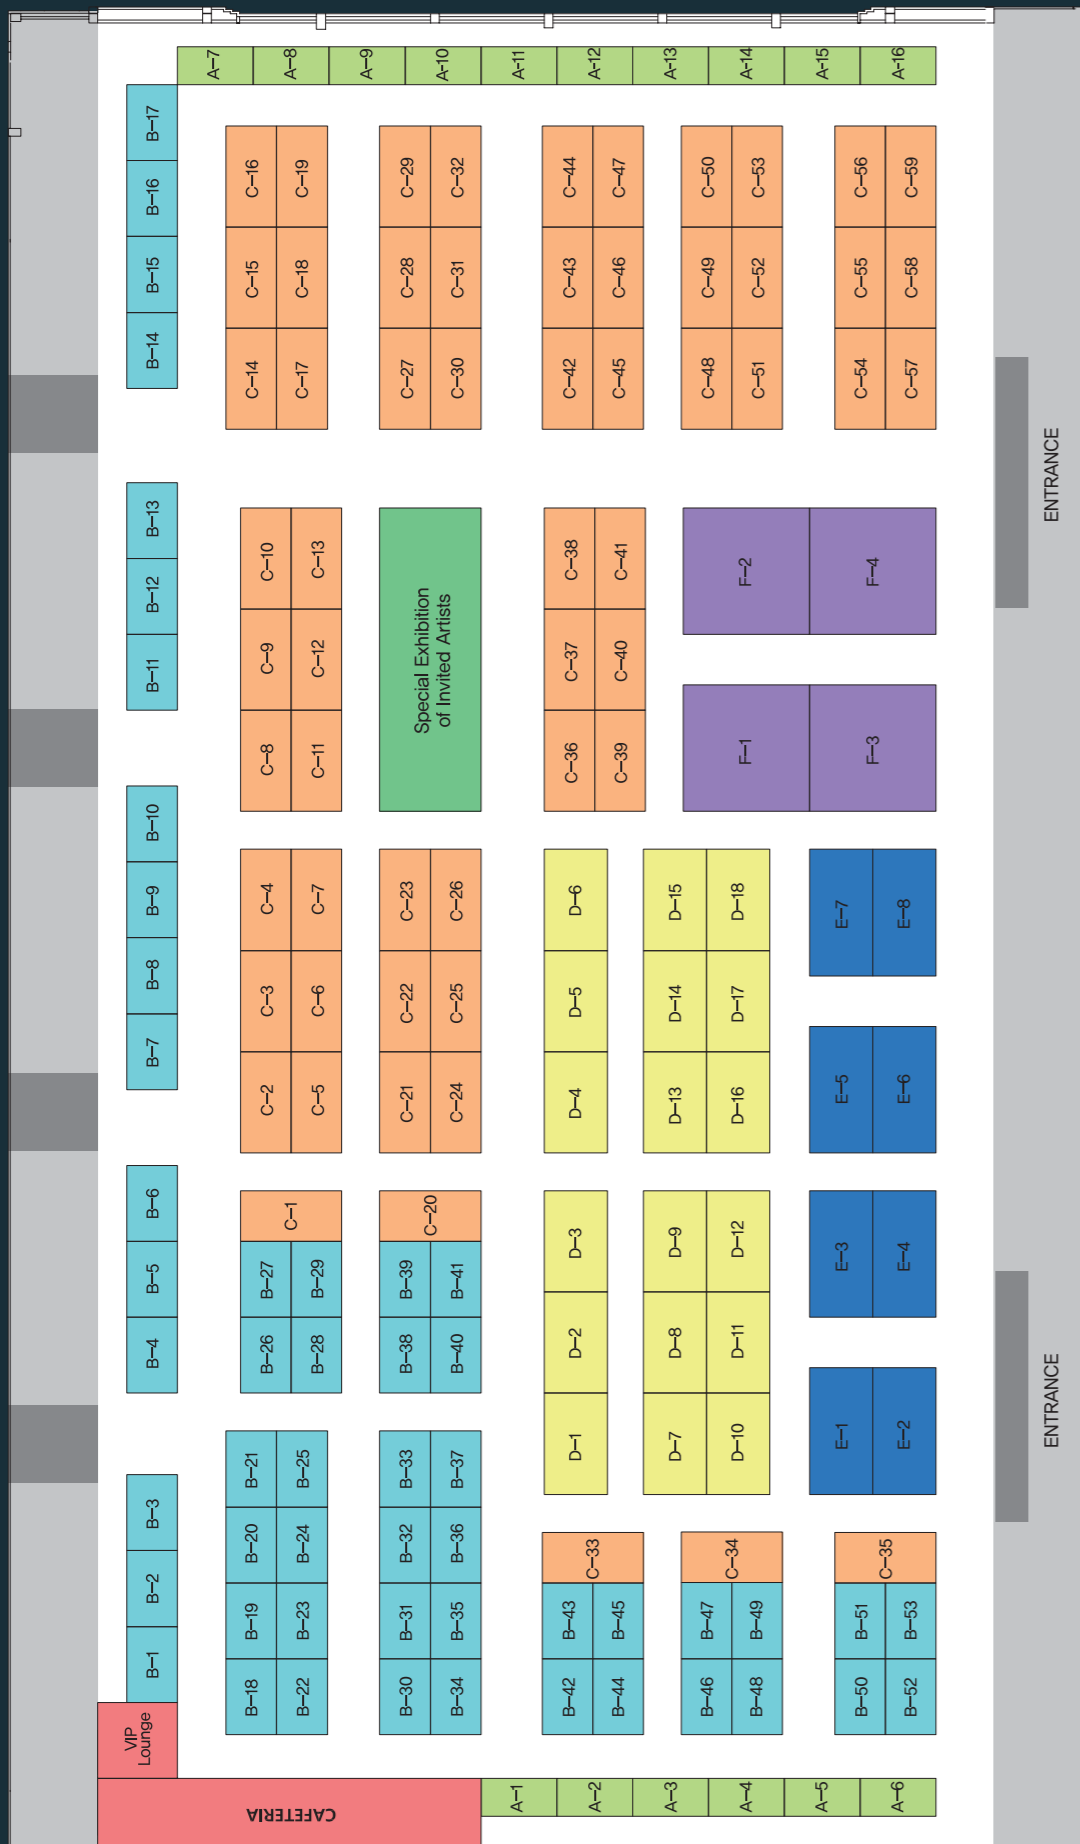 A–7
A–8
A–9
A-10
A-11
A-12
A-13
A-14
A-15
A-16
B–17
B–16
B–15
B–14
C–16
C–19
C–15
C–18
C–14
C–17
C–29
C–32
C–28
C–31
C–27
C–30
C–44
C–47
C–43
C–46
C–42
C–45
C–50
C–53
C–49
C–52
C–48
C–51
C–56
C–59
C–55
C–58
C–54
C–57
ENTRANCE
B–13
B–12
B–11
C–10
C–13
C–9
C–12
C–8
C–11
Special Exhibition
of Invited Artists
C–38
C–41
C–37
C–40
C–36
C–39
F–2
F–4
F–1
F–3
B–10
B–9
B–8
B–7
C–4
C–7
C–3
C–6
C–2
C–5
C–23
C–26
C–22
C–25
C–21
C–24
D–6
D–5
D–4
D–15
D–18
D–14
D–17
D–13
D–16
E–7
E–8
E–5
E–6
B–6
B–5
B–4
C–1
B–27
B–29
B–26
B–28
C–20
B–39
B–41
B–38
B–40
D–3
D–2
D–1
D–9
D–12
D–8
D–11
D–7
D–10
E–3
E–4
E–1
E–2
ENTRANCE
B–3
B–2
B–1
B–21
B–25
B–20
B–24
B–19
B–23
B–18
B–22
B–33
B–37
B–32
B–36
B–31
B–35
B–30
B–34
C–33
B–43
B–45
B–42
B–44
C–34
B–47
B–49
B–46
B–48
C–35
B–51
B–53
B–50
B–52
VIP
Lounge
CAFETERIA
A–1
A–2
A–3
A–4
A–5
A–6